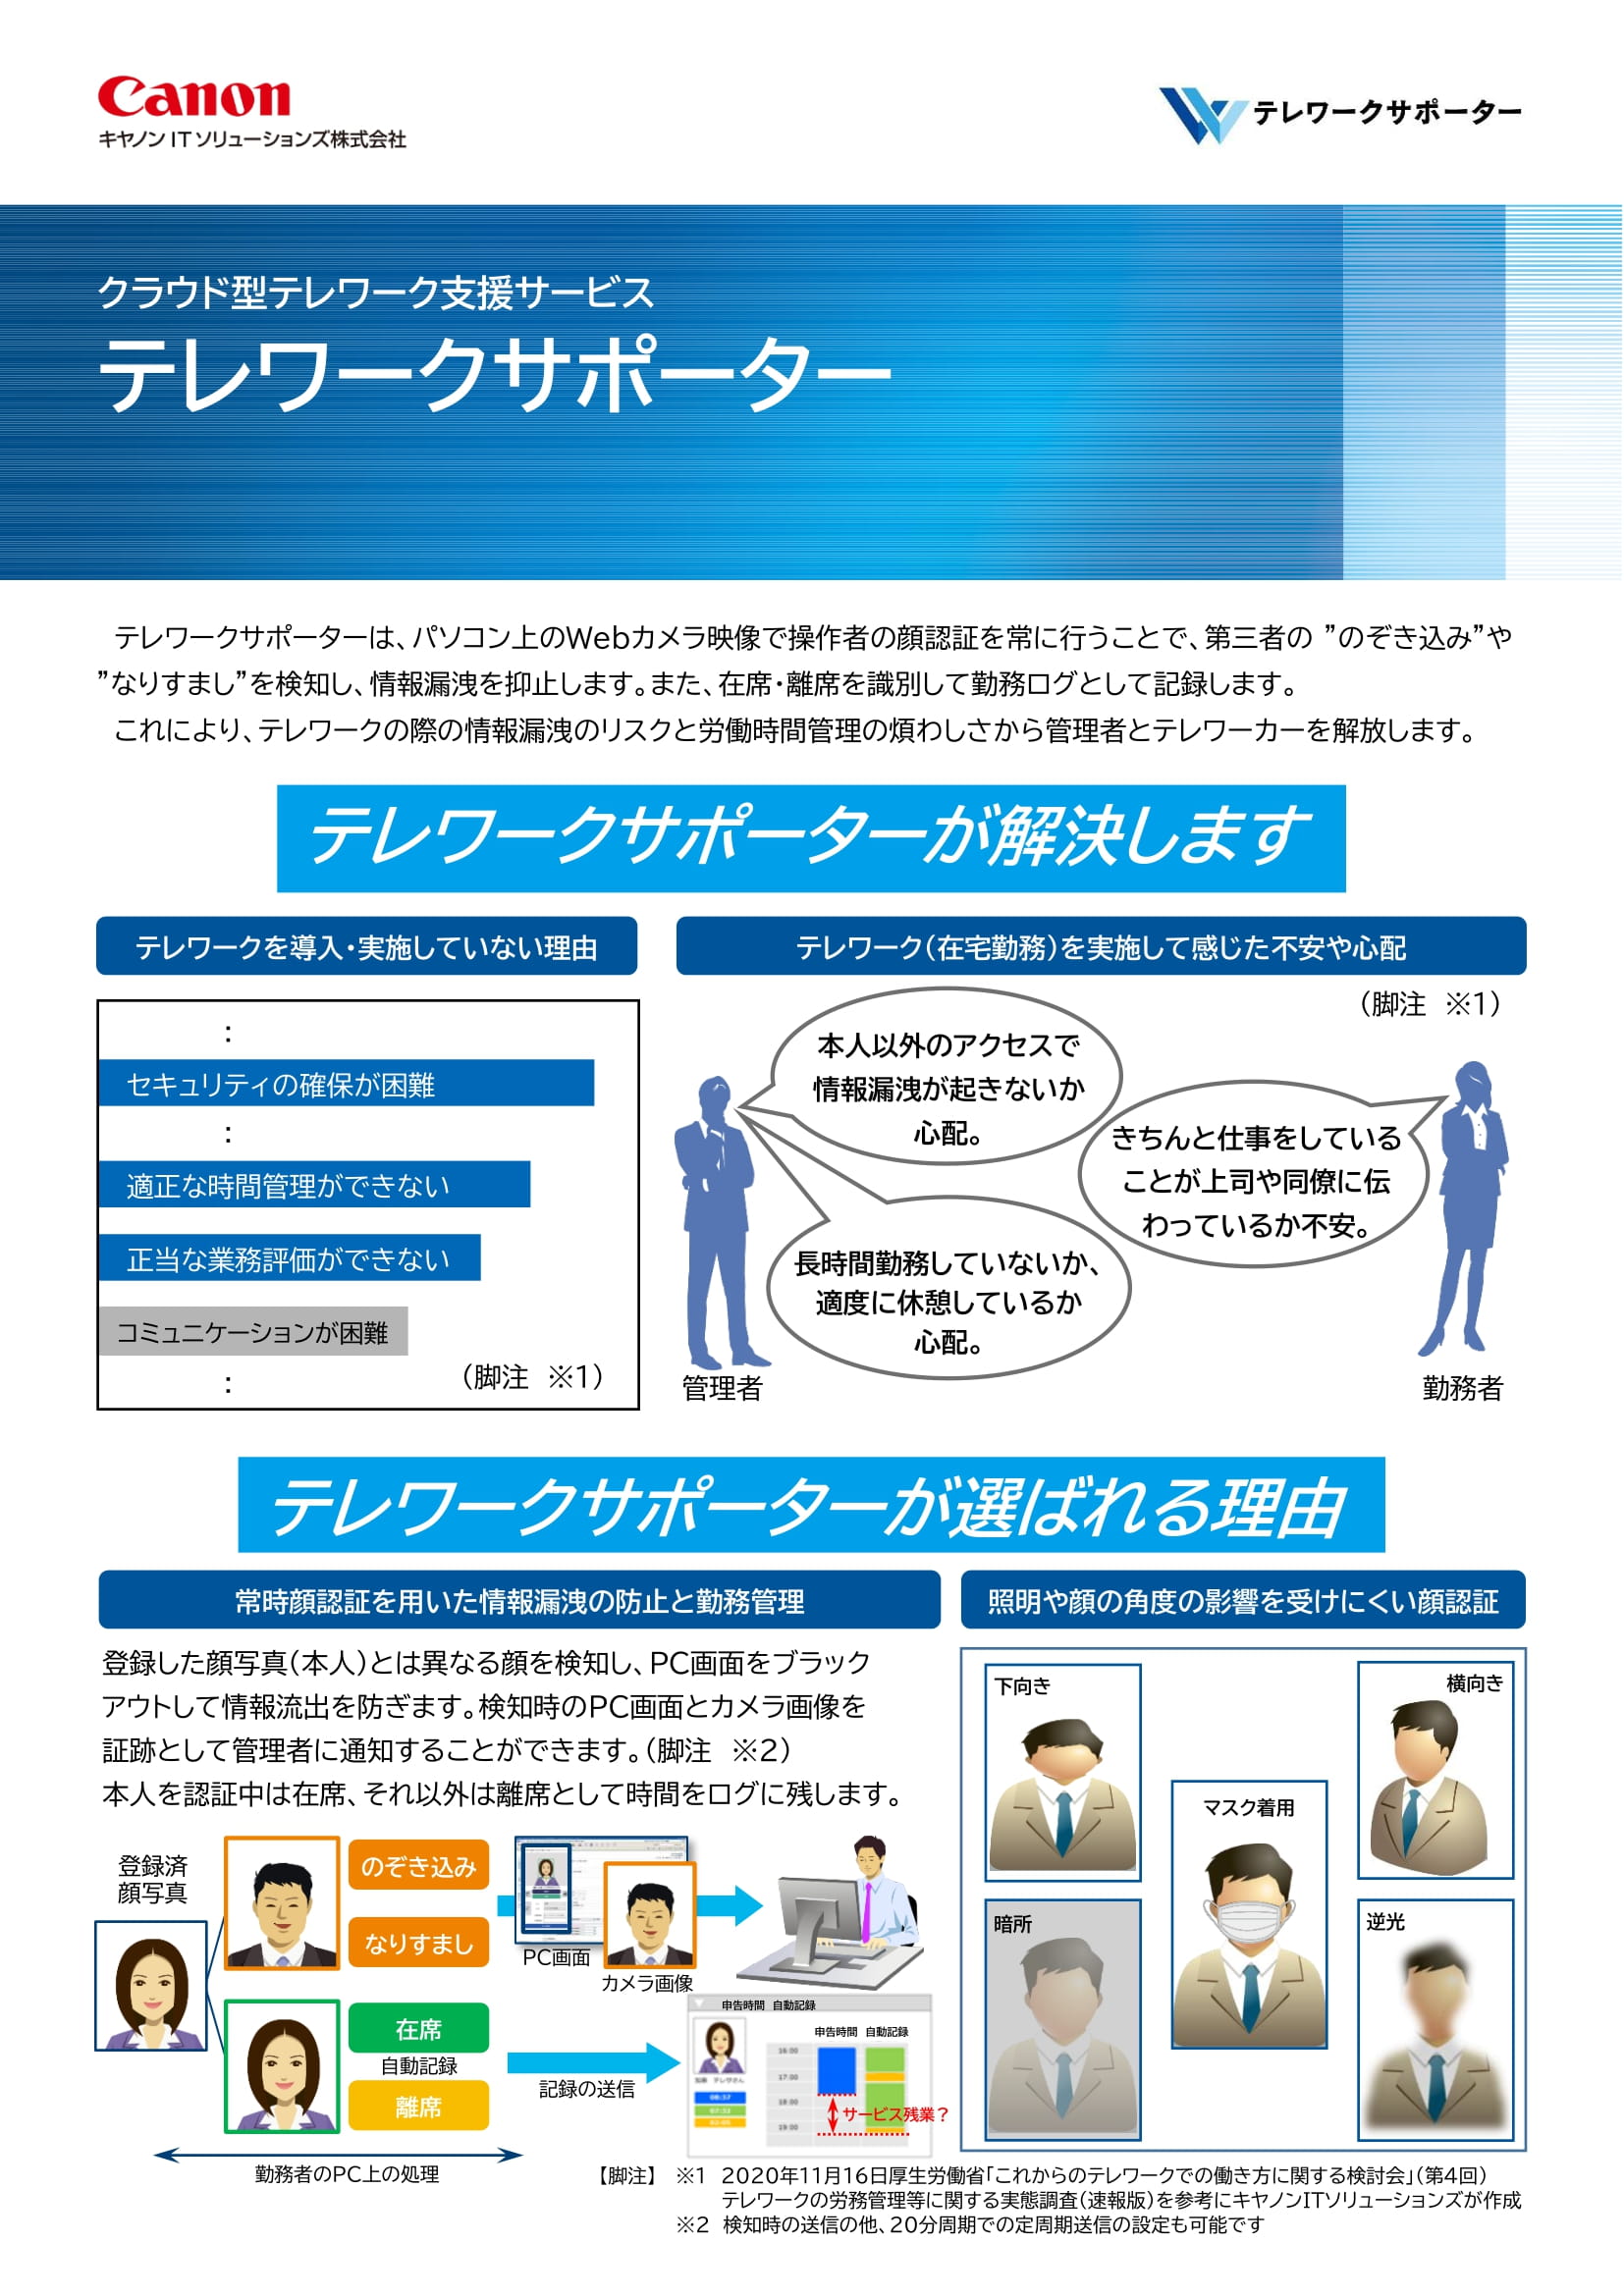 Canon
キヤノンITソリューションズ株式会社
テレワークサポーター
クラウド型テレワーク支援サービス
テレワークサポーター
テレワークサポーターは、パソコン上のWebカメラ映像で操作者の顔認証を常に行うことで、第三者の ”のぞき込み”や
”なりすまし”を検知し、情報漏洩を抑止します。また、在席・離席を識別して勤務ログとして記録します。
これにより、テレワークの際の情報漏洩のリスクと労働時間管理の煩わしさから管理者とテレワーカーを解放します。
テレワークサポーターが解決します
テレワークを導入・実施していない理由
：
セキュリティの確保が困難
：
適正な時間管理ができない
正当な業務評価ができない
コミュニケーションが困難
：
（脚注　※1）
テレワーク（在宅勤務）を実施して感じた不安や心配
（脚注　※1）
本人以外のアクセスで
情報漏洩が起きないか
心配。
きちんと仕事をしている
ことが上司や同僚に伝
わっているか不安。
長時間勤務していないか、
適度に休憩しているか
心配。
管理者
勤務者
テレワークサポーターが選ばれる理由
常時顔認証を用いた情報漏洩の防止と勤務管理
登録した顔写真（本人）とは異なる顔を検知し、PC画面をブラック
アウトして情報流出を防ぎます。検知時のPC画面とカメラ画像を
証跡として管理者に通知することができます。（脚注　※2）
本人を認証中は在席、それ以外は離席として時間をログに残します。
登録済
顔写真
のぞき込み
なりすまし
PC画面
カメラ画像
在席
自動記録
離席
記録の送信
申告時間 自動記録
申告時間 自動記録
16:00
17:00
18:00
19:00
サービス残業？
勤務者のPC上の処理
照明や顔の角度の影響を受けにくい顔認証
下向き
横向き
マスク着用
暗所
逆光
【脚注】 ※1 2020年11月16日厚生労働省「これからのテレワークでの働き方に関する検討会」（第4回）
テレワークの労務管理等に関する実態調査（速報版）を参考にキヤノンITソリューションズが作成
※2 検知時の送信の他、20分周期での定周期送信の設定も可能です